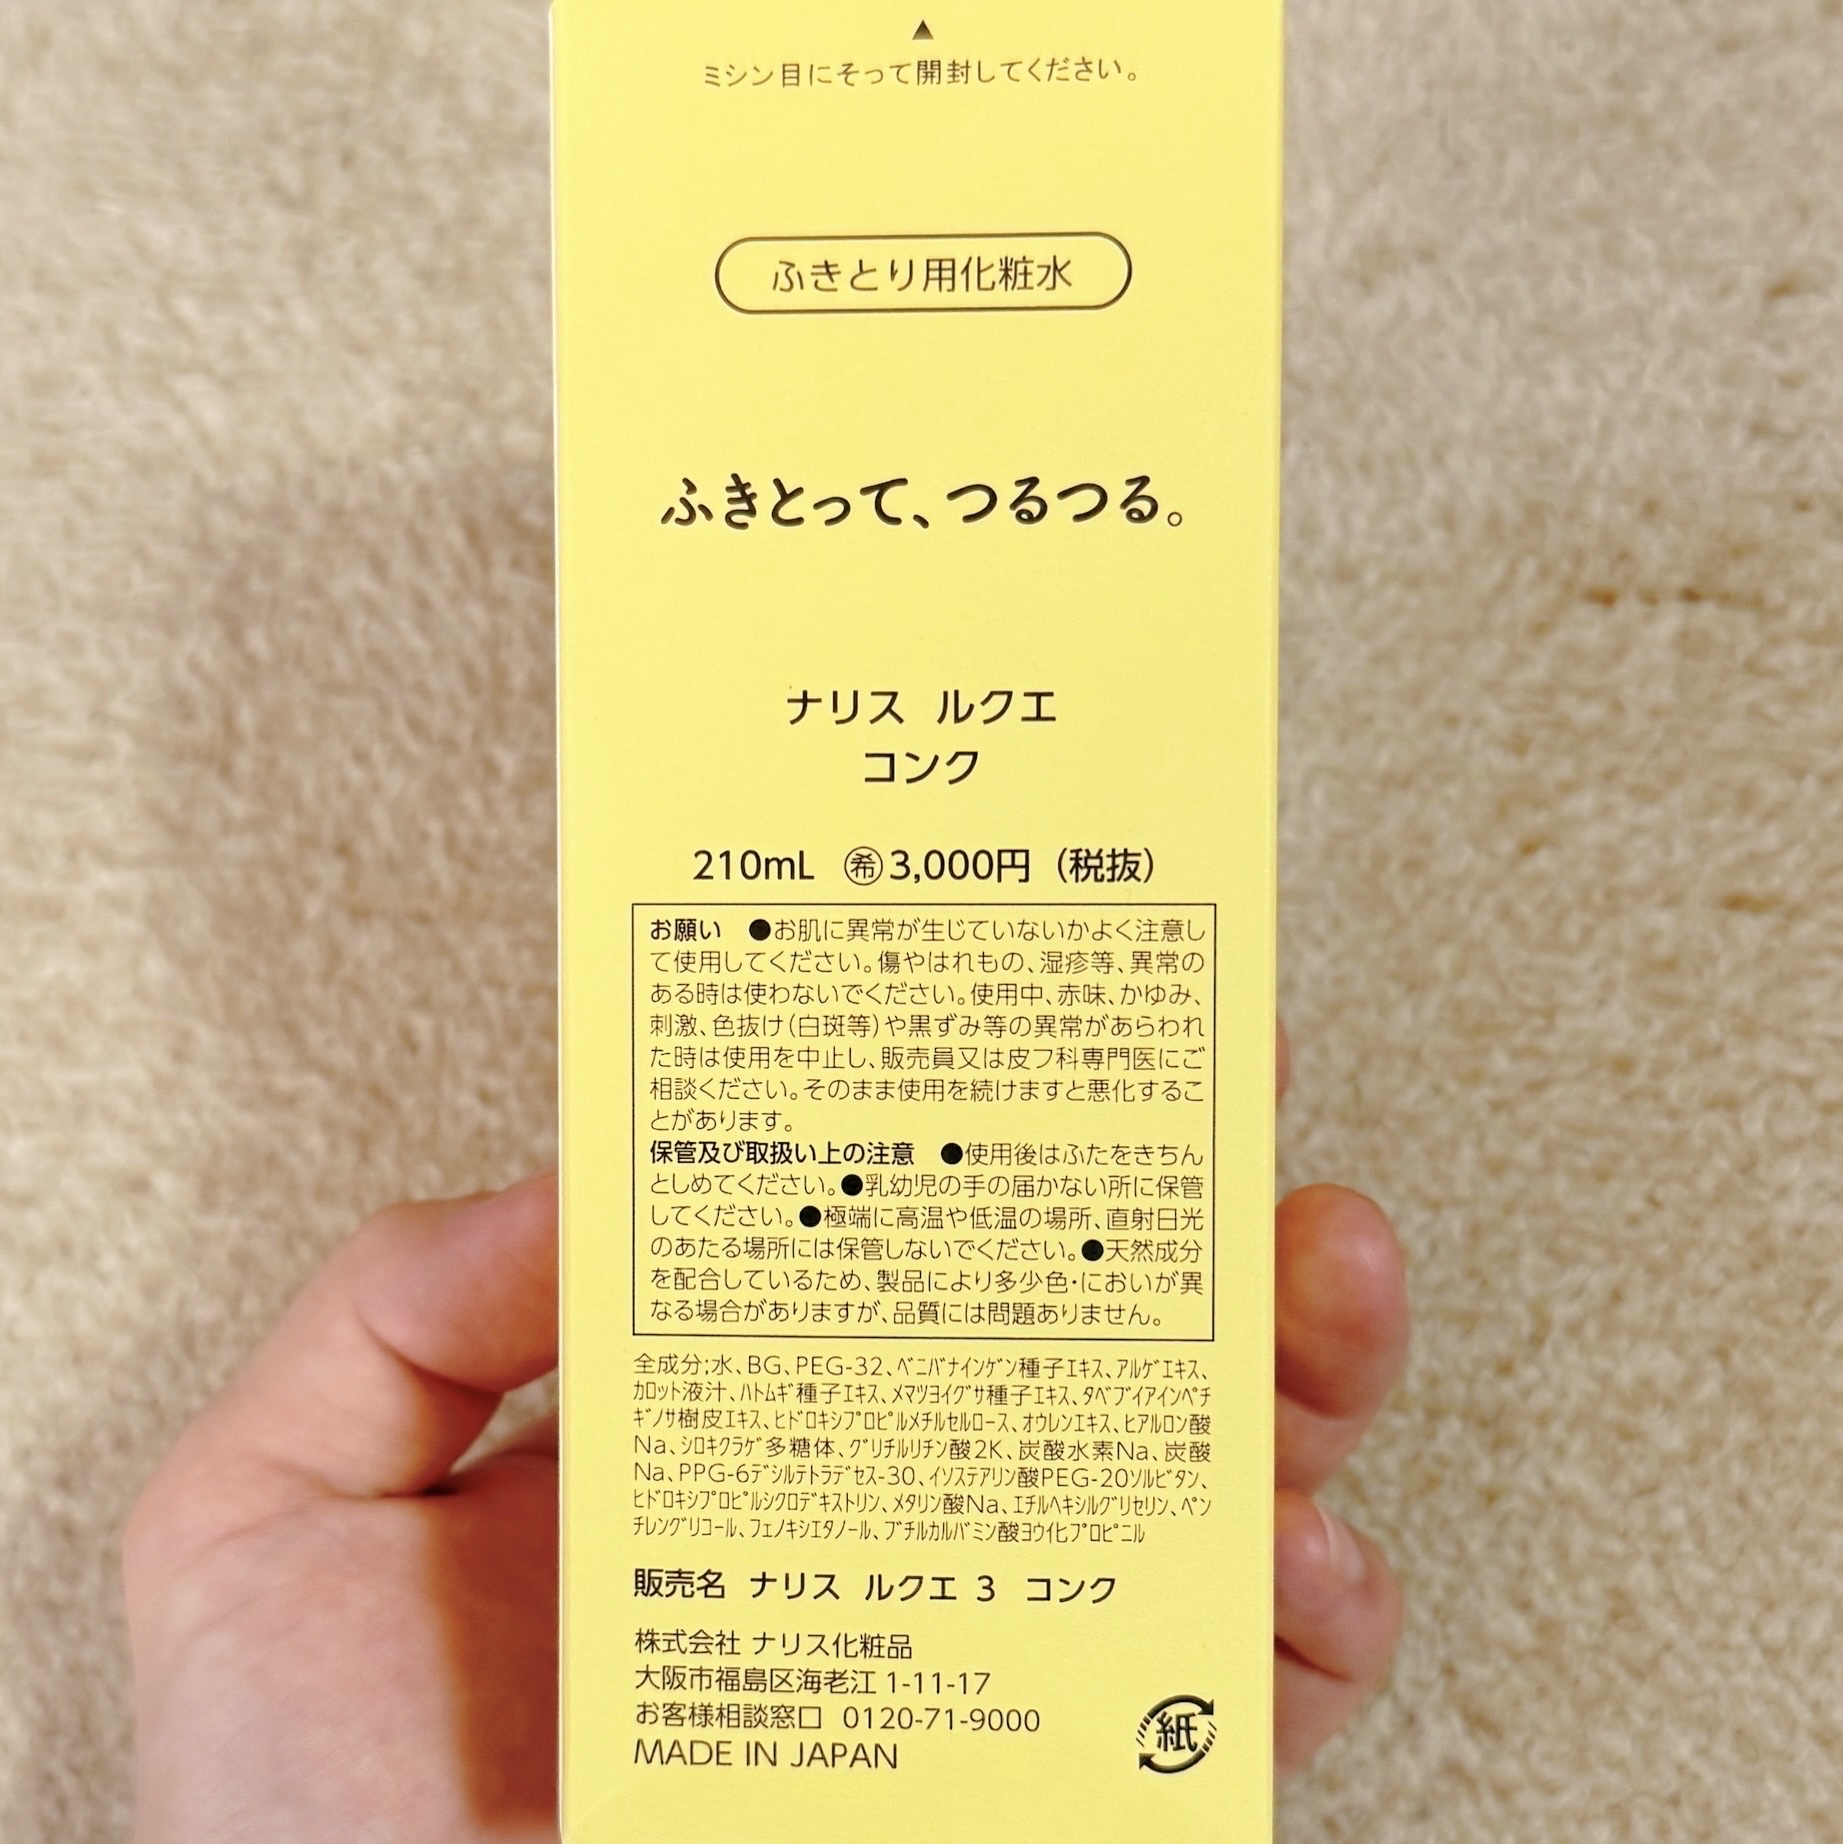 ▲
ミシン目にそって開封してください。
ふきとり用化粧水
ふきとって、つるつる。
ナリス ルクエ
コンク
210mL ㊝3,000円（税抜）
お願い ●お肌に異常が生じていないかよく注意し
て使用してください。傷やはれもの、湿疹等、異常の
ある時は使わないでください。使用中、赤味、かゆみ、
刺激、色抜け（白斑等）や黒ずみ等の異常があらわれ
た時は使用を中止し、販売員又は皮フ科専門医にご
相談ください。そのまま使用を続けますと悪化するこ
とがあります。
保管及び取扱い上の注意 ●使用後はふたをきちん
としめてください。●乳幼児の手の届かない所に保管
してください。●極端に高温や低温の場所、直射日光
のあたる場所には保管しないでください。●天然成分
を配合しているため、製品により多少色・においが異
なる場合がありますが、品質には問題ありません。
全成分;水、BG、PEG-32、ベニバナインゲン種子エキス、アルゲエキス、
カロット液汁、ハトムギ種子エキス、メマツヨイグサ種子エキス、タベブイアインペチ
ギノサ樹皮エキス、ヒドロキシプロピルメチルセルロース、オウレンエキス、ヒアルロン酸
Na、シロキクラゲ多糖体、グリチルリチン酸2K、炭酸水素Na、炭酸
Na、PPG-6デシルテトラデセス-30、イソステアリン酸PEG-20ソルビタン、
ヒドロキシプロピルシクロデキストリン、メタリン酸Na、エチルヘキシルグリセリン、ペン
チレングリコール、フェノキシエタノール、ブチルカルバミン酸ヨウ化プロピニル
販売名 ナリス ルクエ 3 コンク
株式会社 ナリス化粧品
大阪市福島区海老江 1-11-17
お客様相談窓口 0120-71-9000
MADE IN JAPAN
紙